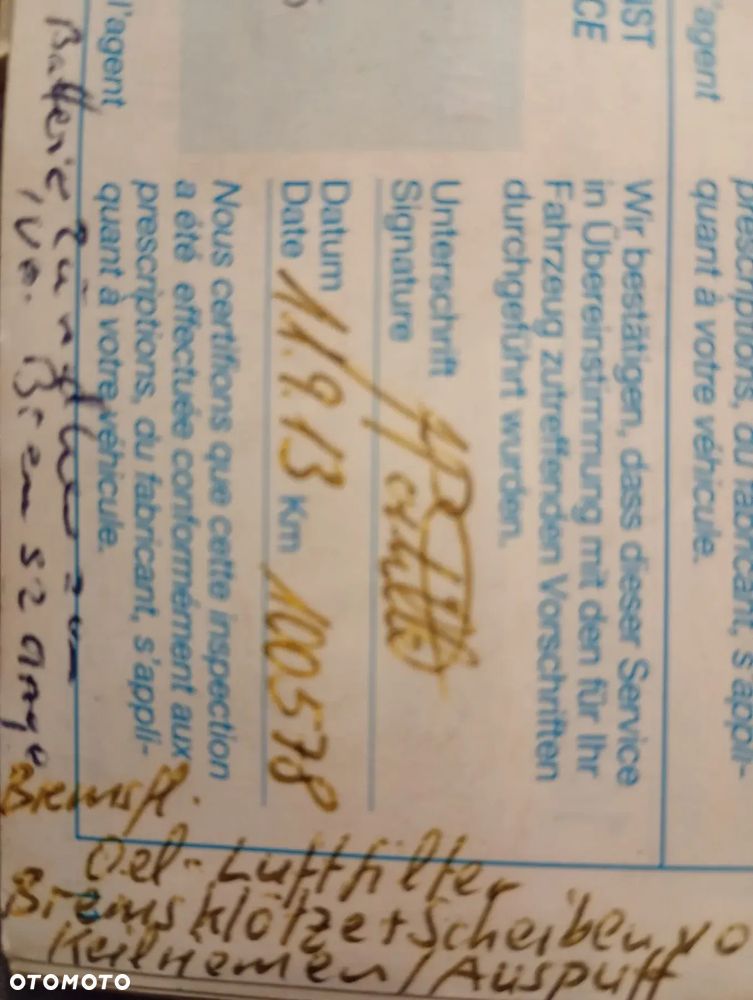 IST
CE
l'agent
prescriptions, du fabricant, s'appli-
quant à votre véhicule.
Wir bestätigen, dass dieser Service
in Übereinstimmung mit den für Ihr
Fahrzeug zutreffenden Vorschriften
durchgeführt wurden.
Unterschrift
Signature
Datum
Date 11.9.13 Km 100578
Nous certifions que cette inspection
a été effectuée conformément aux
prescriptions, du fabricant, s'appli-
quant à votre véhicule.
l'agent
Batterie,
Bremsfl.
Oel-Luftfilter
Bremsklötze + Scheiben vo
Keilriemen / Auspuff
OTOMOTO